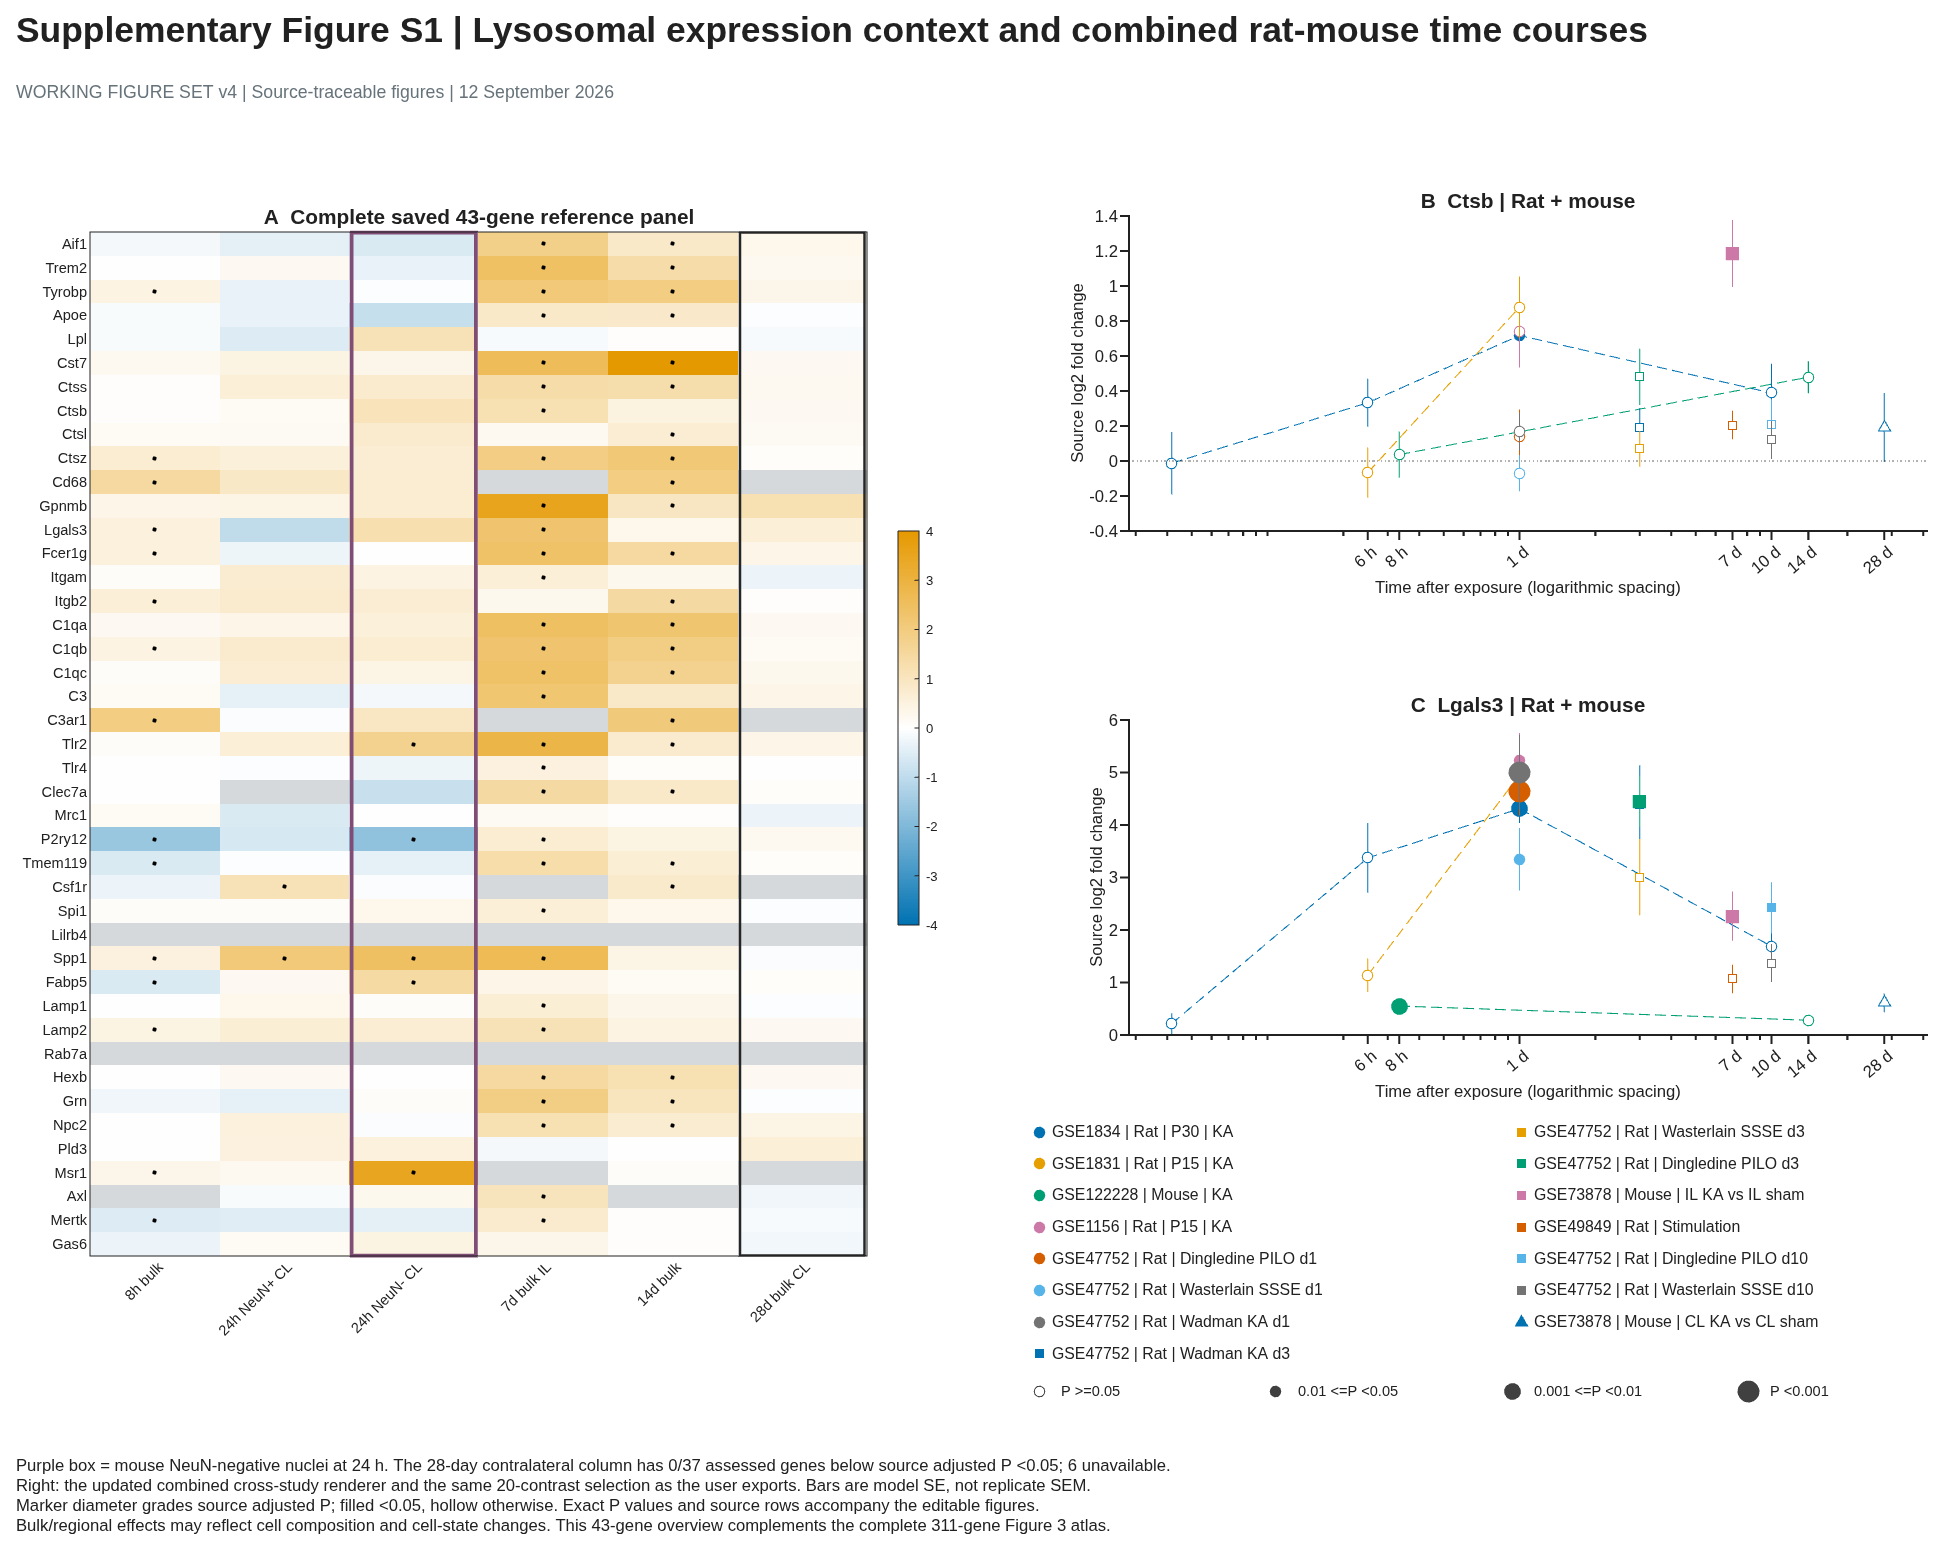 Supplementary Figure S1 | Lysosomal expression context and combined rat-mouse time courses
WORKING FIGURE SET v4 | Source-traceable figures | 12 September 2026
A  Complete saved 43-gene reference panel
Aif1
Trem2
Tyrobp
Apoe
Lpl
Cst7
Ctss
Ctsb
Ctsl
Ctsz
Cd68
Gpnmb
Lgals3
Fcer1g
Itgam
Itgb2
C1qa
C1qb
C1qc
C3
C3ar1
Tlr2
Tlr4
Clec7a
Mrc1
P2ry12
Tmem119
Csf1r
Spi1
Lilrb4
Spp1
Fabp5
Lamp1
Lamp2
Rab7a
Hexb
Grn
Npc2
Pld3
Msr1
Axl
Mertk
Gas6
8h bulk
24h NeuN+ CL
24h NeuN- CL
7d bulk IL
14d bulk
28d bulk CL
4
3
2
1
0
-1
-2
-3
-4
B  Ctsb | Rat + mouse
Source log2 fold change
1.4
1.2
1
0.8
0.6
0.4
0.2
0
-0.2
-0.4
6 h
8 h
1 d
7 d
10 d
14 d
28 d
Time after exposure (logarithmic spacing)
C  Lgals3 | Rat + mouse
Source log2 fold change
6
5
4
3
2
1
0
6 h
8 h
1 d
7 d
10 d
14 d
28 d
Time after exposure (logarithmic spacing)
GSE1834 | Rat | P30 | KA
GSE1831 | Rat | P15 | KA
GSE122228 | Mouse | KA
GSE1156 | Rat | P15 | KA
GSE47752 | Rat | Dingledine PILO d1
GSE47752 | Rat | Wasterlain SSSE d1
GSE47752 | Rat | Wadman KA d1
GSE47752 | Rat | Wadman KA d3
GSE47752 | Rat | Wasterlain SSSE d3
GSE47752 | Rat | Dingledine PILO d3
GSE73878 | Mouse | IL KA vs IL sham
GSE49849 | Rat | Stimulation
GSE47752 | Rat | Dingledine PILO d10
GSE47752 | Rat | Wasterlain SSSE d10
GSE73878 | Mouse | CL KA vs CL sham
P >=0.05
0.01 <=P <0.05
0.001 <=P <0.01
P <0.001
Purple box = mouse NeuN-negative nuclei at 24 h. The 28-day contralateral column has 0/37 assessed genes below source adjusted P <0.05; 6 unavailable.
Right: the updated combined cross-study renderer and the same 20-contrast selection as the user exports. Bars are model SE, not replicate SEM.
Marker diameter grades source adjusted P; filled <0.05, hollow otherwise. Exact P values and source rows accompany the editable figures.
Bulk/regional effects may reflect cell composition and cell-state changes. This 43-gene overview complements the complete 311-gene Figure 3 atlas.